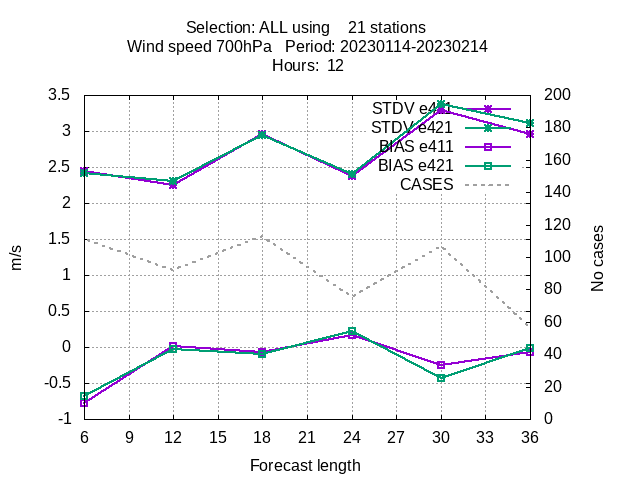 Selection: ALL using 21 stations
Wind speed 700hPa Period: 20230114-20230214
Hours: 12
STDV e411
STDV e421
BIAS e411
BIAS e421
CASES
3.5
3
2.5
2
1.5
1
0.5
0
-0.5
-1
m/s
200
180
160
140
120
100
80
60
40
20
0
No cases
6 9 12 15 18 21 24 27 30 33 36
Forecast length